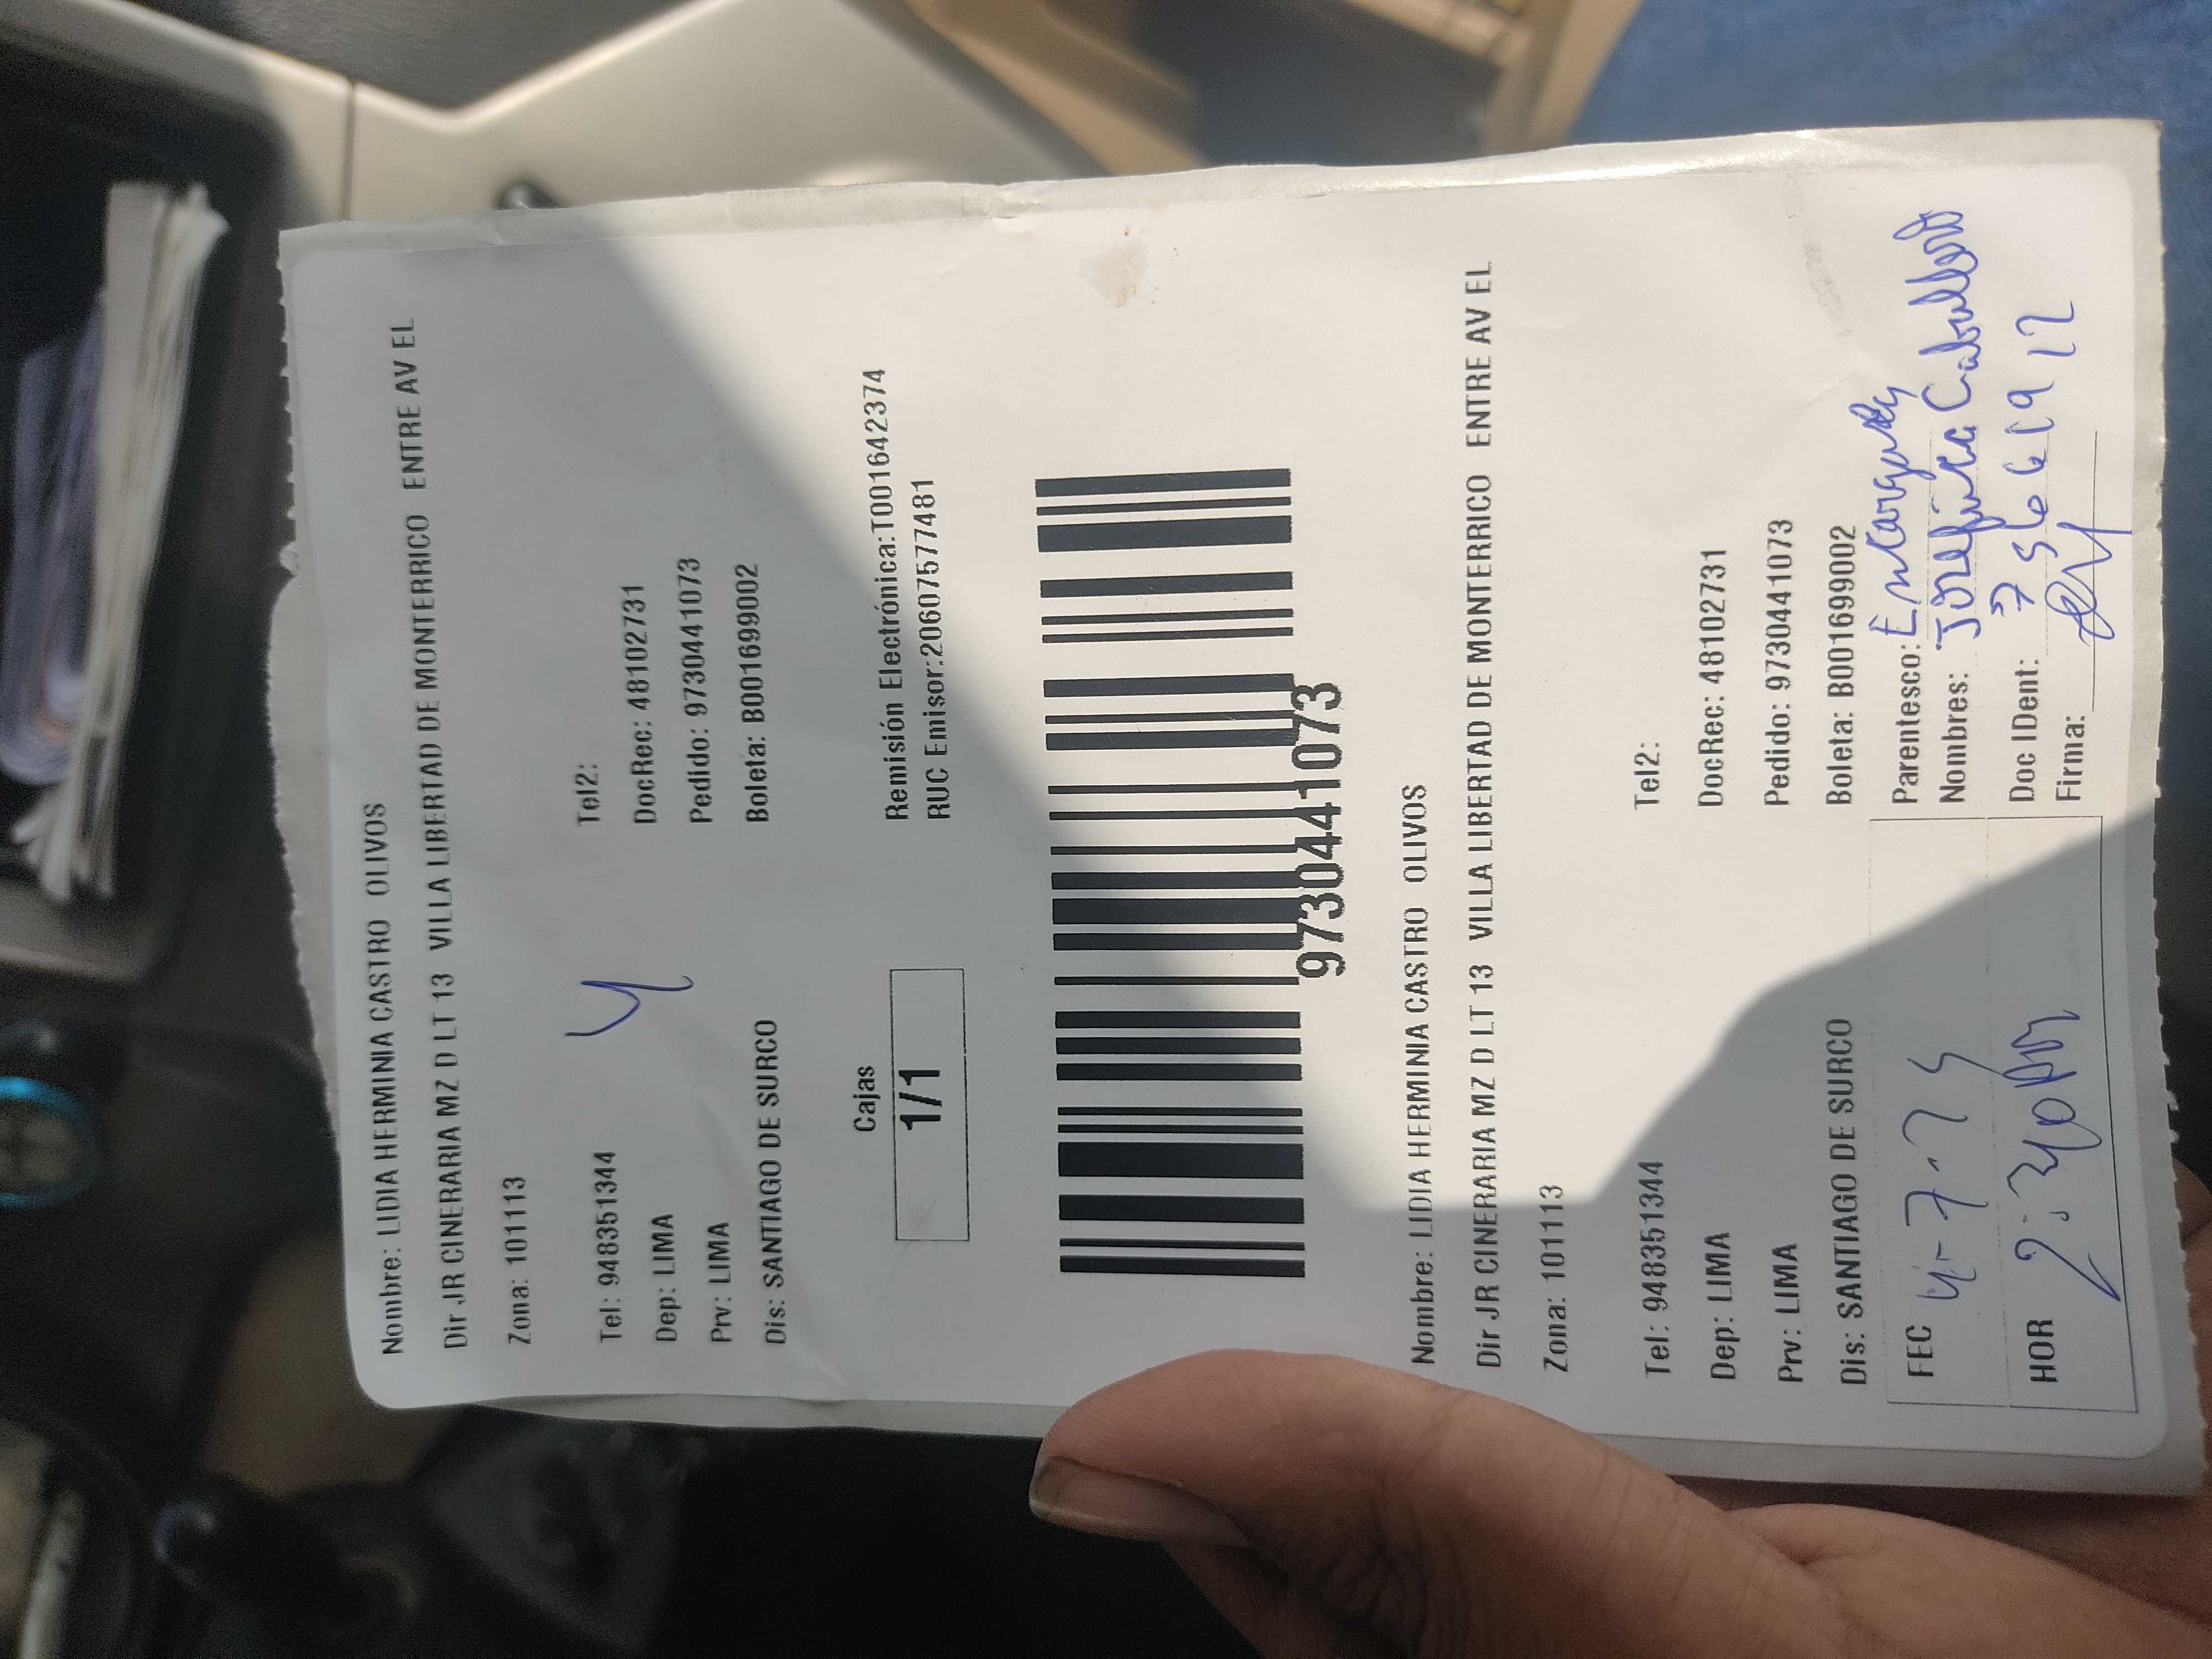 Nombre: LIDIA HERMINIA CASTRO OLIVOS
Dir JR CINERARIA MZ D LT 13 VILLA LIBERTAD DE MONTERRICO ENTRE AV EL
Zona: 101113
Tel: 948351344 Tel2:
Dep: LIMA DocRec: 48102731
Prv: LIMA Pedido: 9730441073
Dis: SANTIAGO DE SURCO Boleta: B001699002
Cajas
1/1
Remisión Electrónica:T001642374
RUC Emisor:20607577481
9730441073
Nombre: LIDIA HERMINIA CASTRO OLIVOS
Dir JR CINERARIA MZ D LT 13 VILLA LIBERTAD DE MONTERRICO ENTRE AV EL
Zona: 101113
Tel: 948351344 Tel2:
Dep: LIMA DocRec: 48102731
Prv: LIMA Pedido: 9730441073
Dis: SANTIAGO DE SURCO Boleta: B001699002
FEC Parentesco:
Nombres: Josefina Caballero
HOR Doc IDent:
Firma: